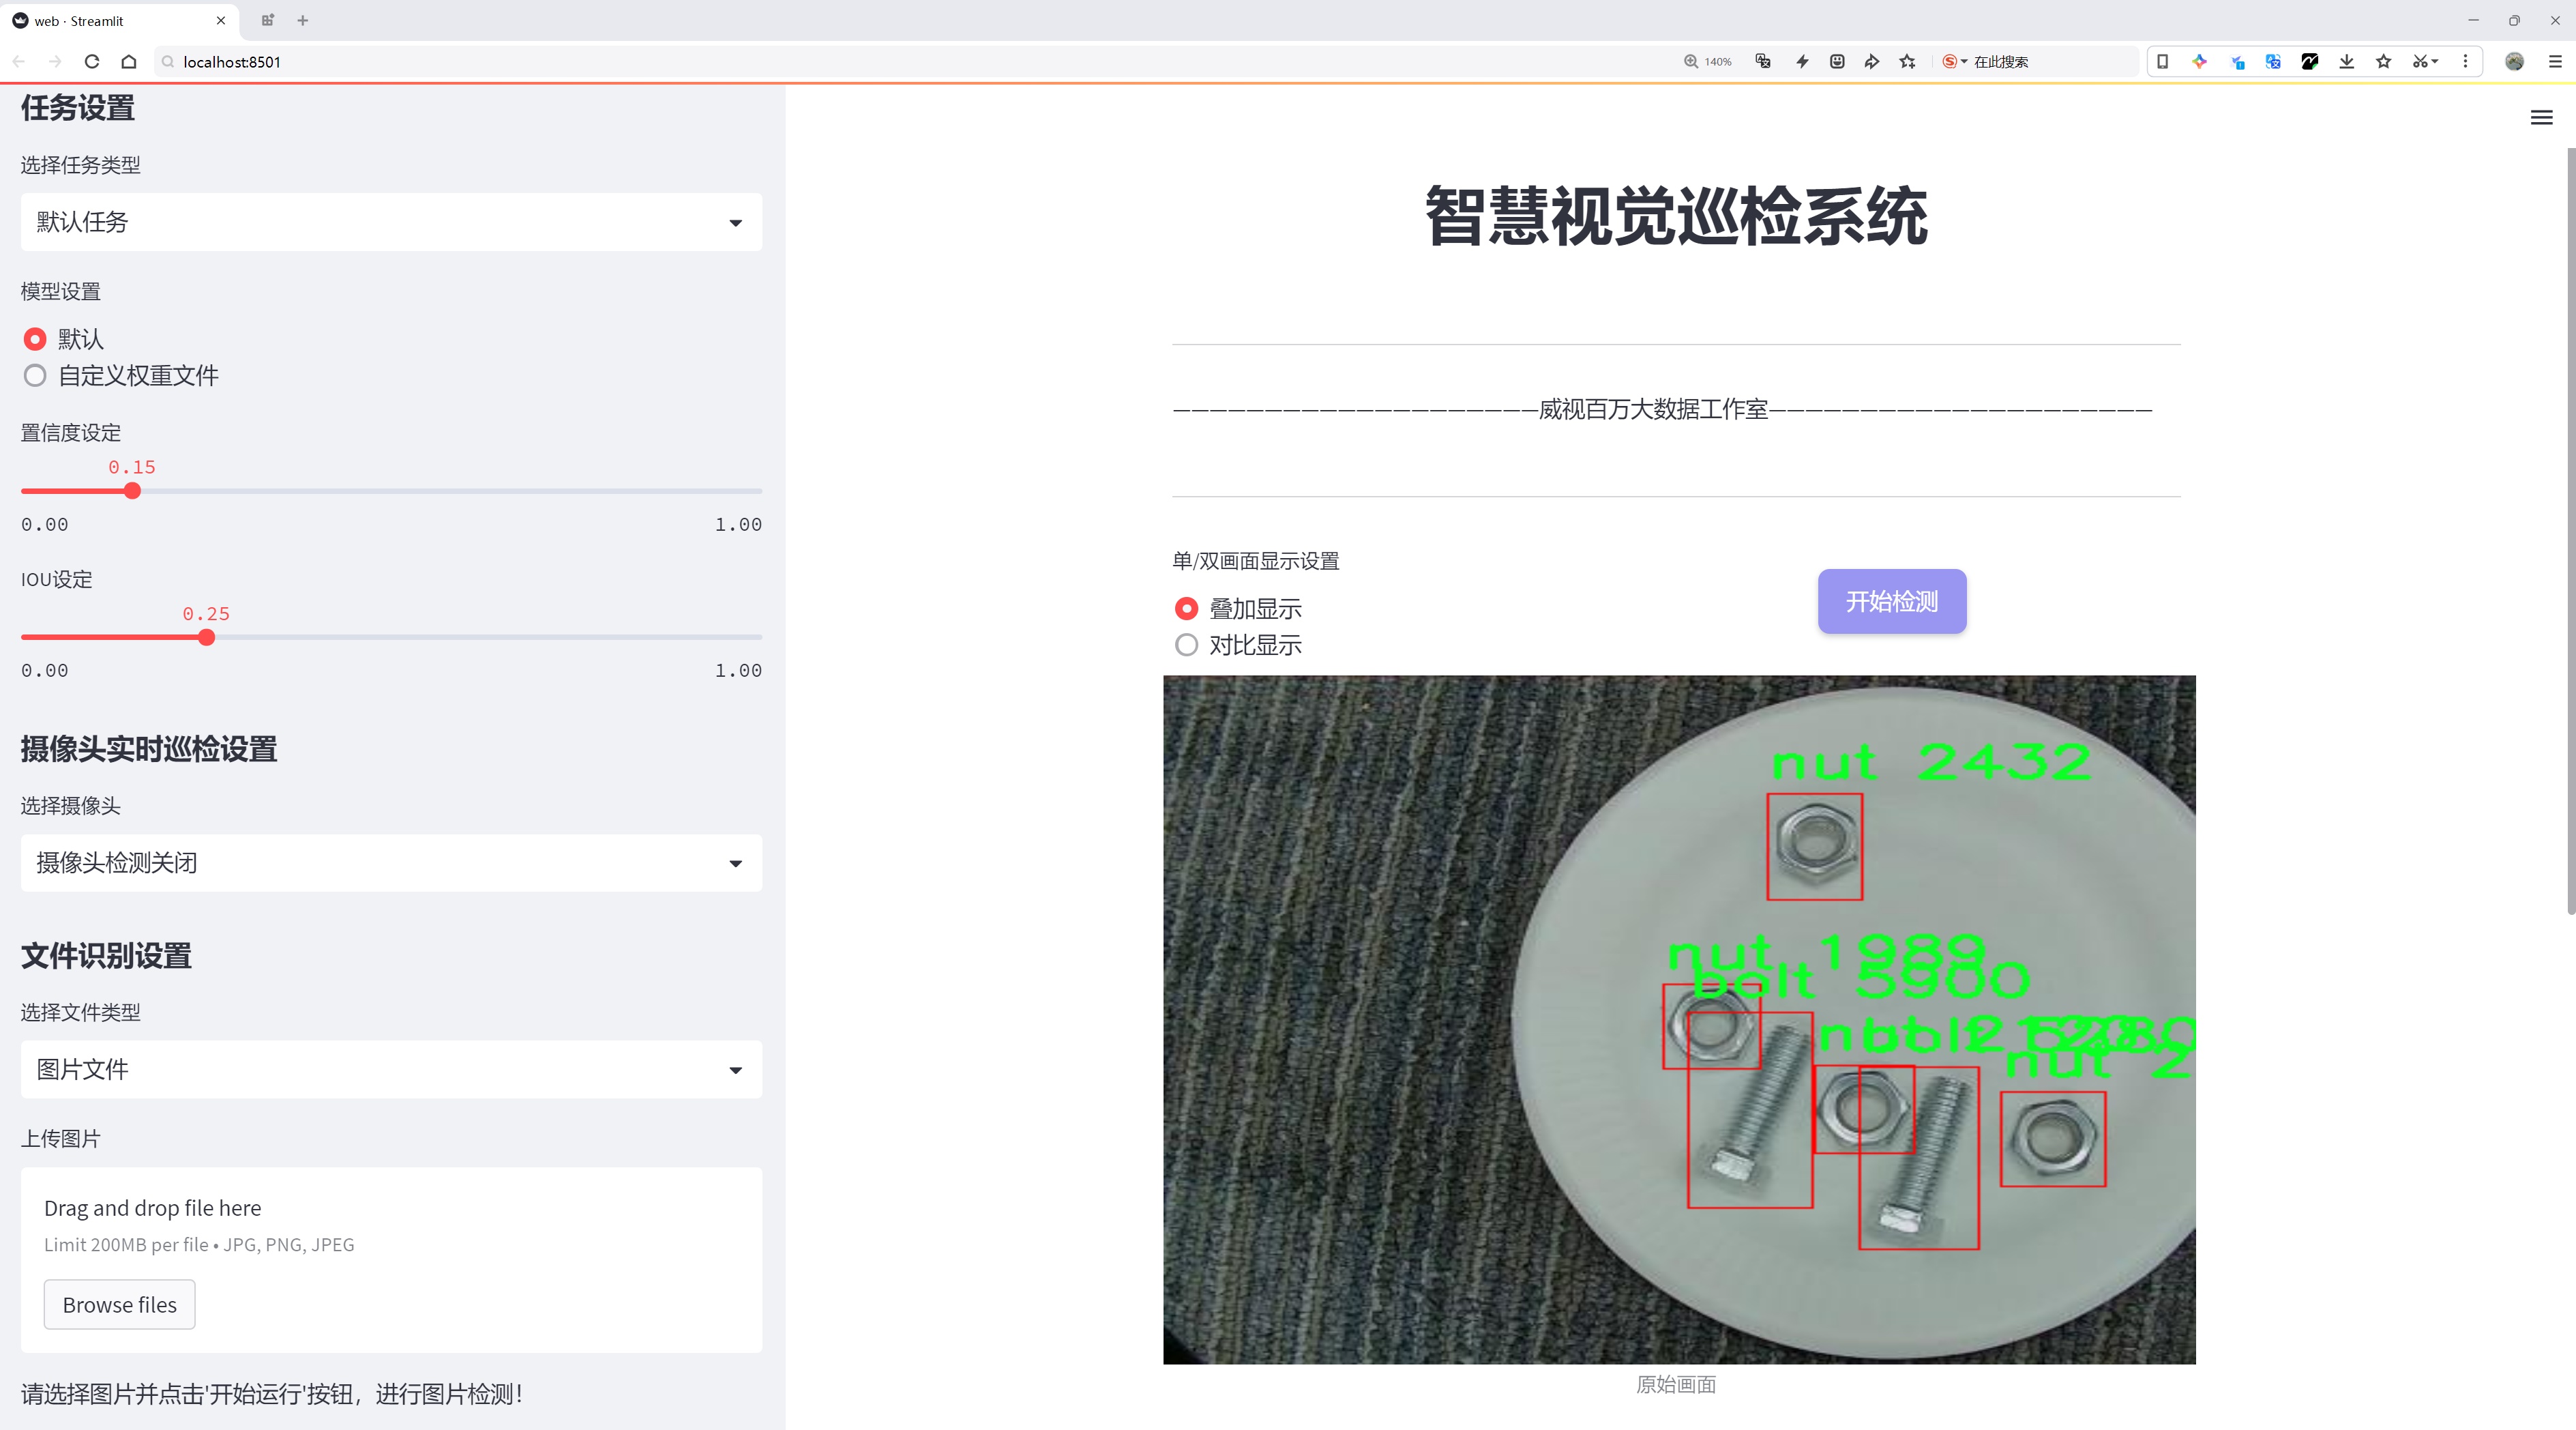 web · Streamlit
localhost:8501
140%
在此搜索
任务设置
选择任务类型
默认任务
模型设置
默认
自定义权重文件
置信度设定
0.15
0.00 1.00
IOU设定
0.25
0.00 1.00
摄像头实时巡检设置
选择摄像头
摄像头检测关闭
文件识别设置
选择文件类型
图片文件
上传图片
Drag and drop file here
Limit 200MB per file • JPG, PNG, JPEG
Browse files
请选择图片并点击'开始运行'按钮，进行图片检测！
智慧视觉巡检系统
————————————————————威视百万大数据工作室—————————————————————
单/双画面显示设置
叠加显示
对比显示
开始检测
nut 2432
nut 1989
bolt 5900
nut 2
原始画面